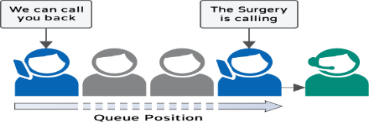 We can call
you back
The Surgery
is calling
Queue Position